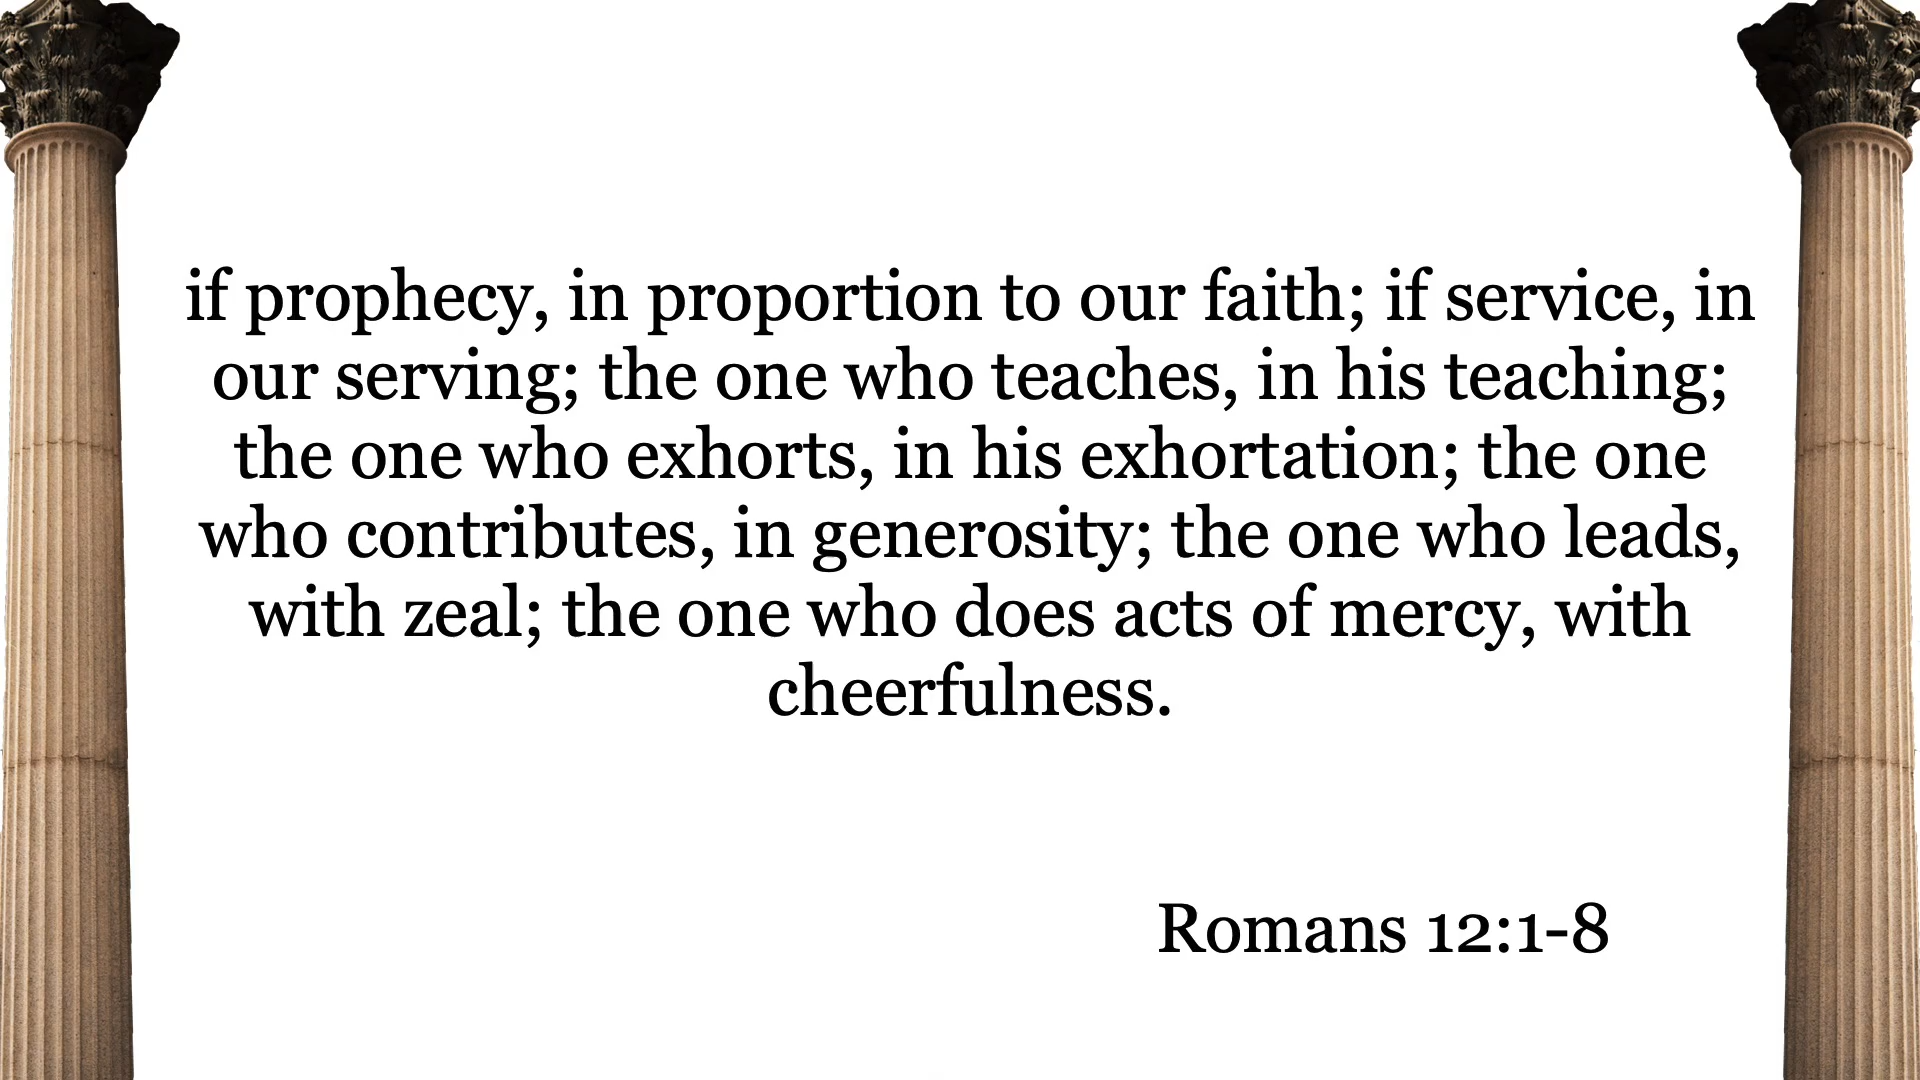 if prophecy, in proportion to our faith; if service, in
our serving; the one who teaches, in his teaching;
the one who exhorts, in his exhortation; the one
who contributes, in generosity; the one who leads,
with zeal; the one who does acts of mercy, with
cheerfulness.
Romans 12:1-8